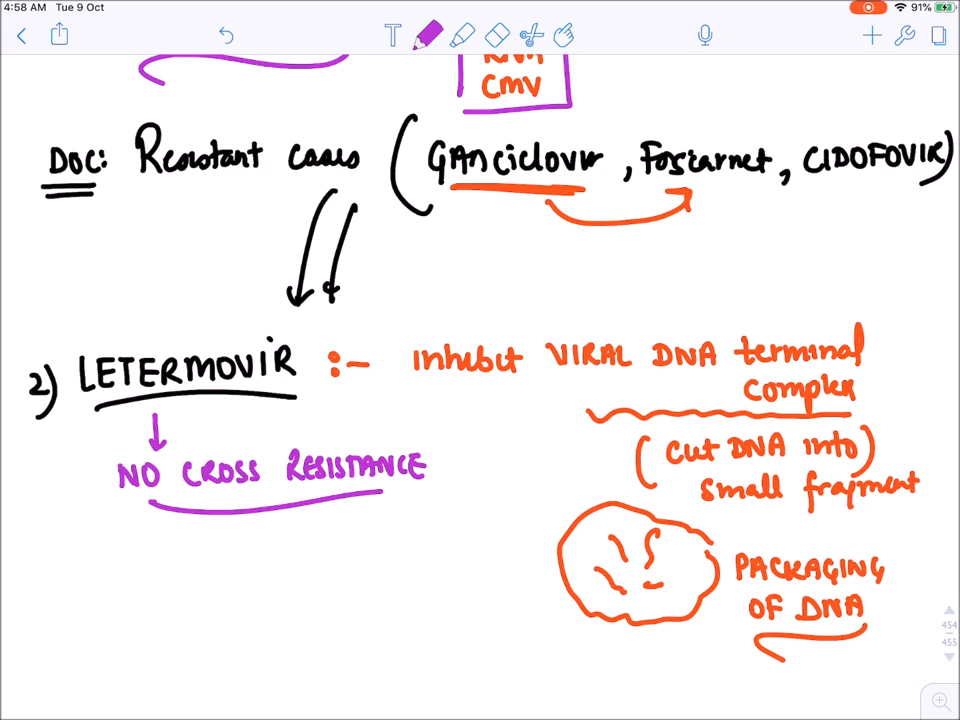 4:58 AM Tue 9 Oct 91%
T
CMV
DOC: Resistant cases ( GANciclovir , Foscarnet , CIDOFOVIR )
2) LETERMOVIR :- Inhibit VIRAL DNA terminal
complex
NO CROSS RESISTANCE
( Cut DNA into )
small fragment
PACKAGING
OF DNA
454
455